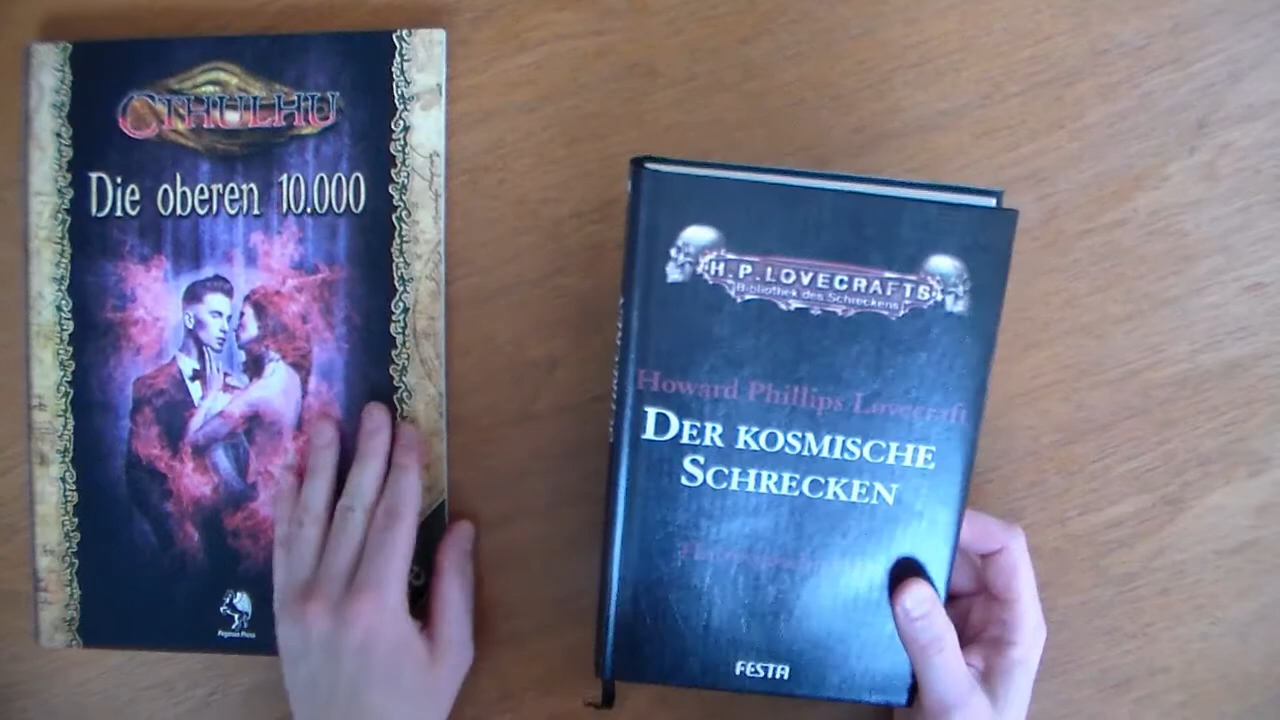 CTHULHU
Die oberen 10.000
Pegasus Press
H.P. LOVECRAFTS
Bibliothek des Schreckens
Howard Phillips Lovecraft
DER KOSMISCHE
SCHRECKEN
FESTA